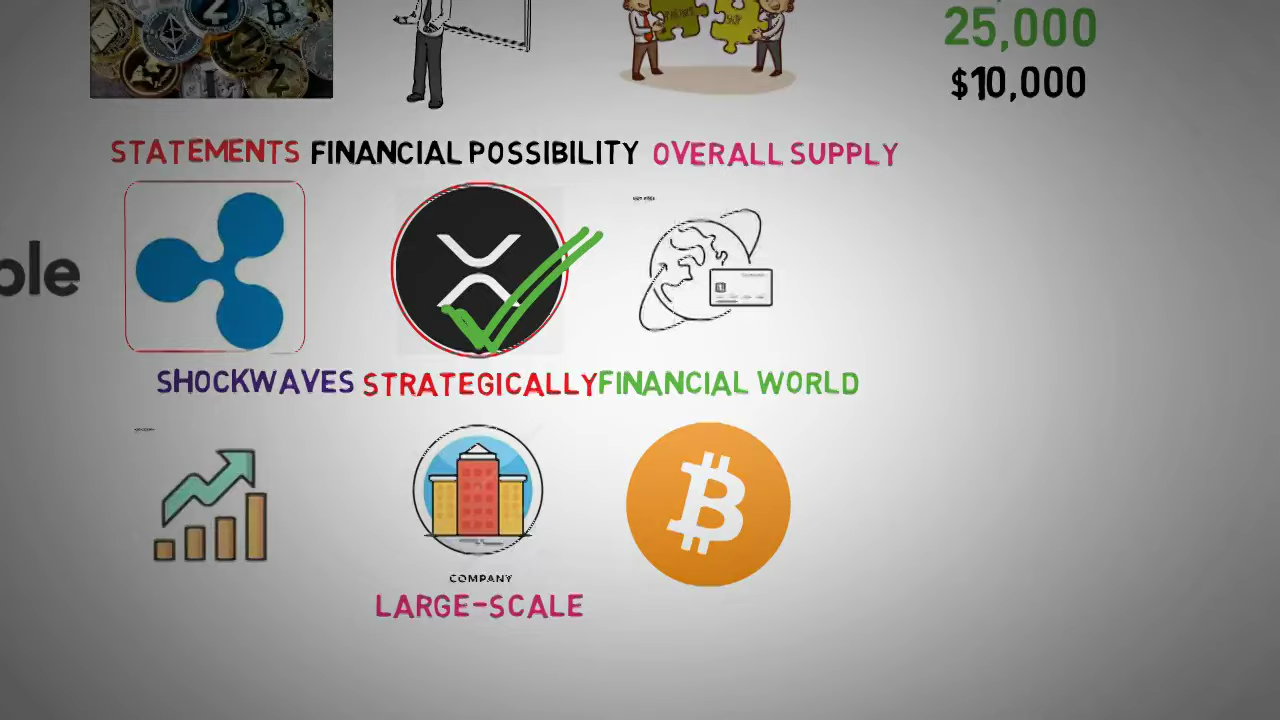 25,000
$10,000
STATEMENTS FINANCIAL POSSIBILITY OVERALL SUPPLY
ple
SHOCKWAVES STRATEGICALLY FINANCIAL WORLD
COMPANY
LARGE-SCALE